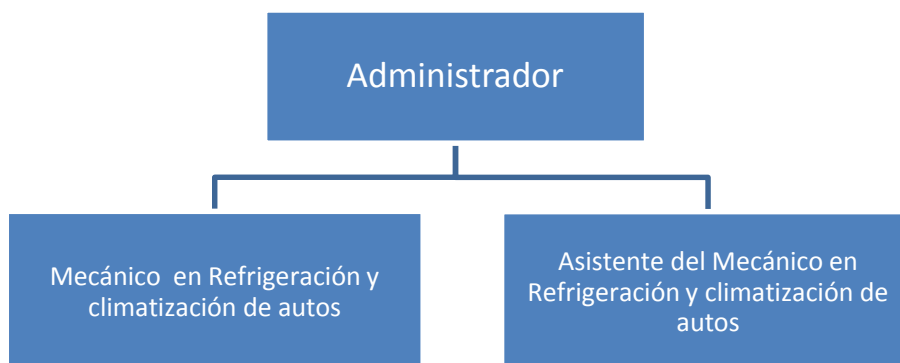 Administrador
Mecánico en Refrigeración y
climatización de autos
Asistente del Mecánico en
Refrigeración y climatización de
autos